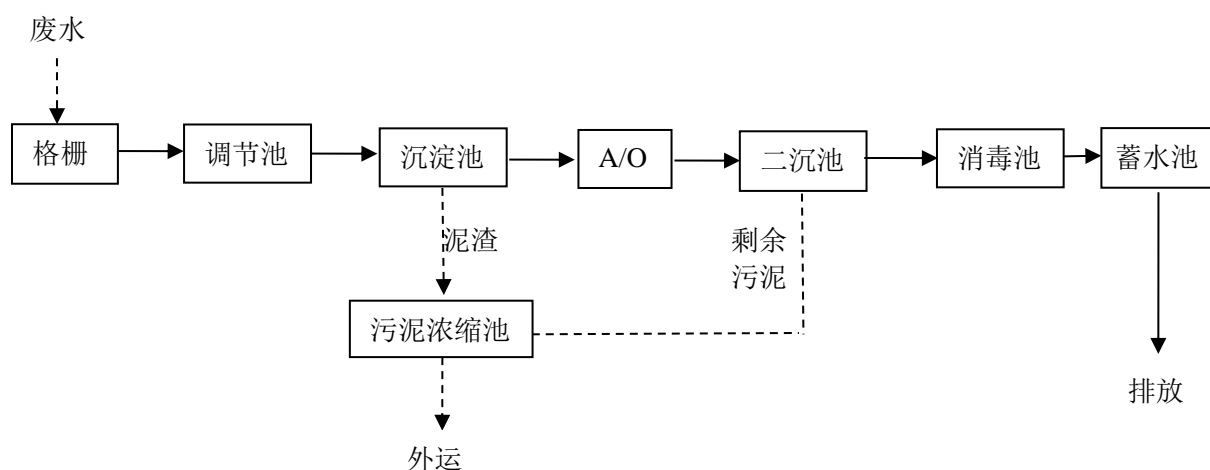 废水
格栅
调节池
沉淀池
A/O
二沉池
消毒池
蓄水池
泥渣
剩余
污泥
污泥浓缩池
排放
外运